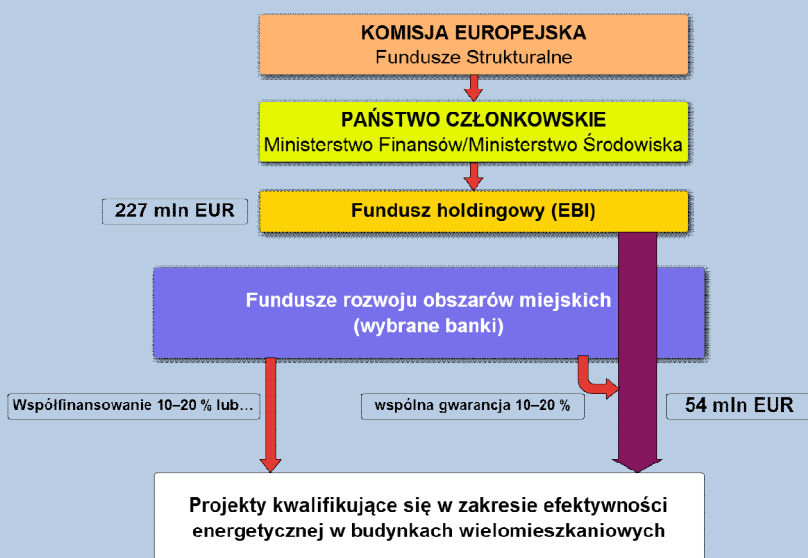 KOMISJA EUROPEJSKA
Fundusze Strukturalne
PAŃSTWO CZŁONKOWSKIE
Ministerstwo Finansów/Ministerstwo Środowiska
227 mln EUR
Fundusz holdingowy (EBI)
Fundusze rozwoju obszarów miejskich
(wybrane banki)
Współfinansowanie 10–20 % lub...
wspólna gwarancja 10–20 %
54 mln EUR
Projekty kwalifikujące się w zakresie efektywności
energetycznej w budynkach wielomieszkaniowych